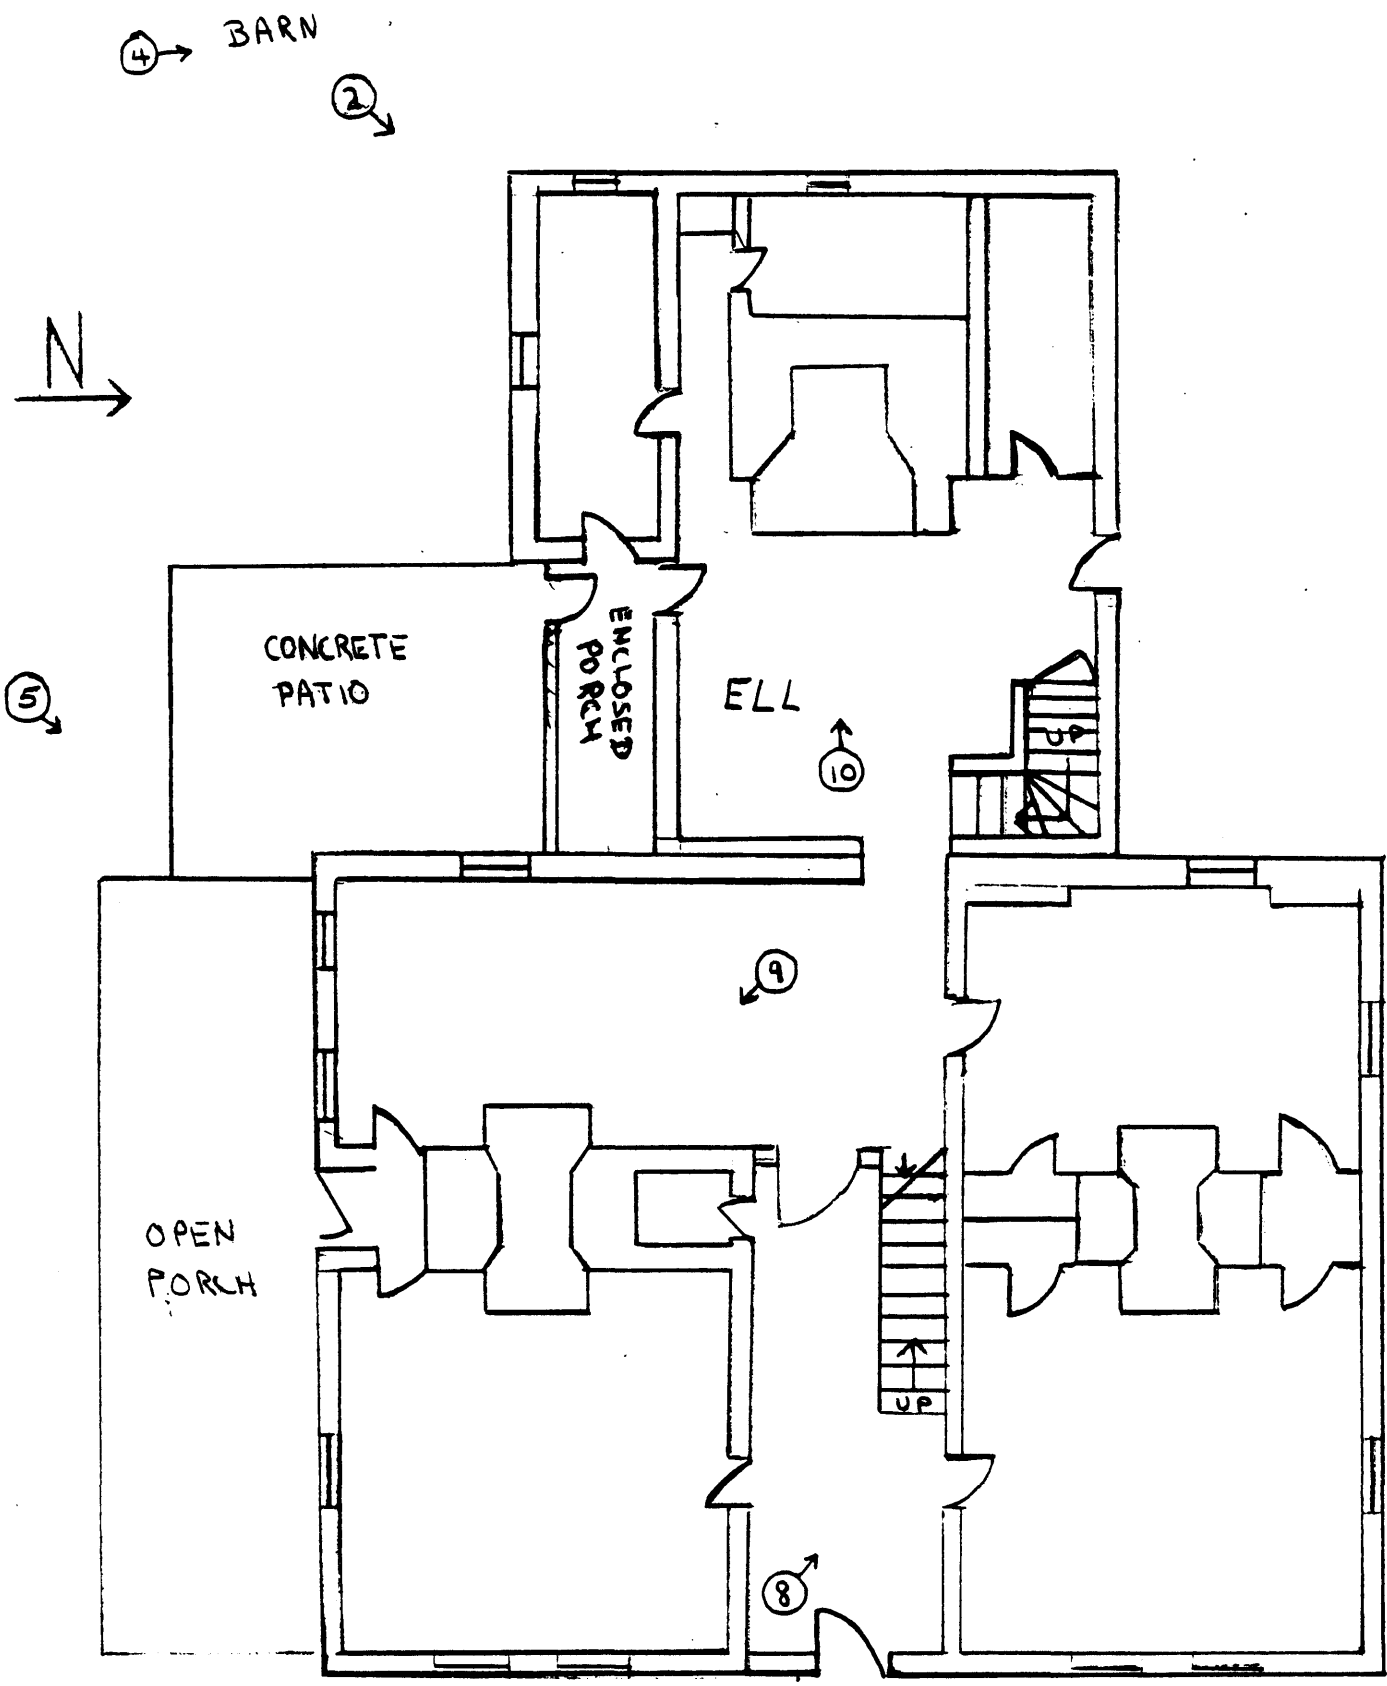 BARN
4
2
N
CONCRETE
PATIO
ENCLOSED
PORCH
5
ELL
UP
10
9
OPEN
PORCH
UP
8